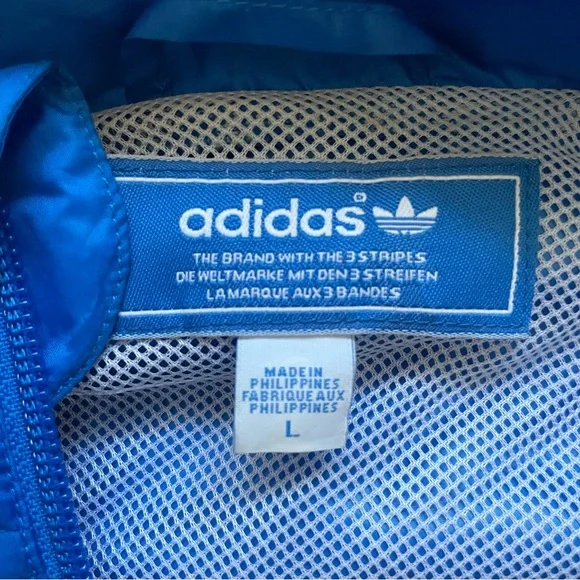 adidas
THE BRAND WITH THE 3 STRIPES
DIE WELTMARKE MIT DEN 3 STREIFEN
LA MARQUE AUX 3 BANDES
MADE IN
PHILIPPINES
FABRIQUE AUX
PHILIPPINES
L